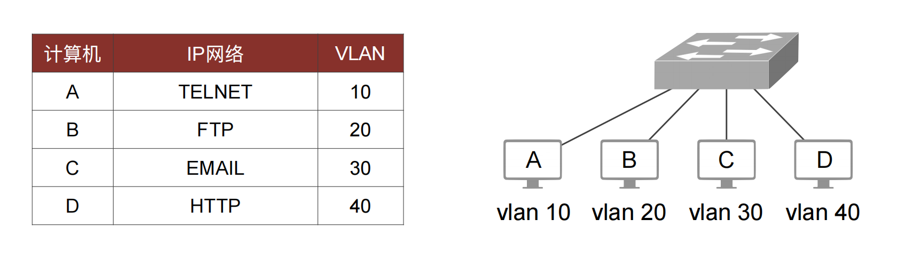 计算机 IP网络 VLAN
A TELNET 10
B FTP 20
C EMAIL 30
D HTTP 40
A B C D
vlan 10 vlan 20 vlan 30 vlan 40